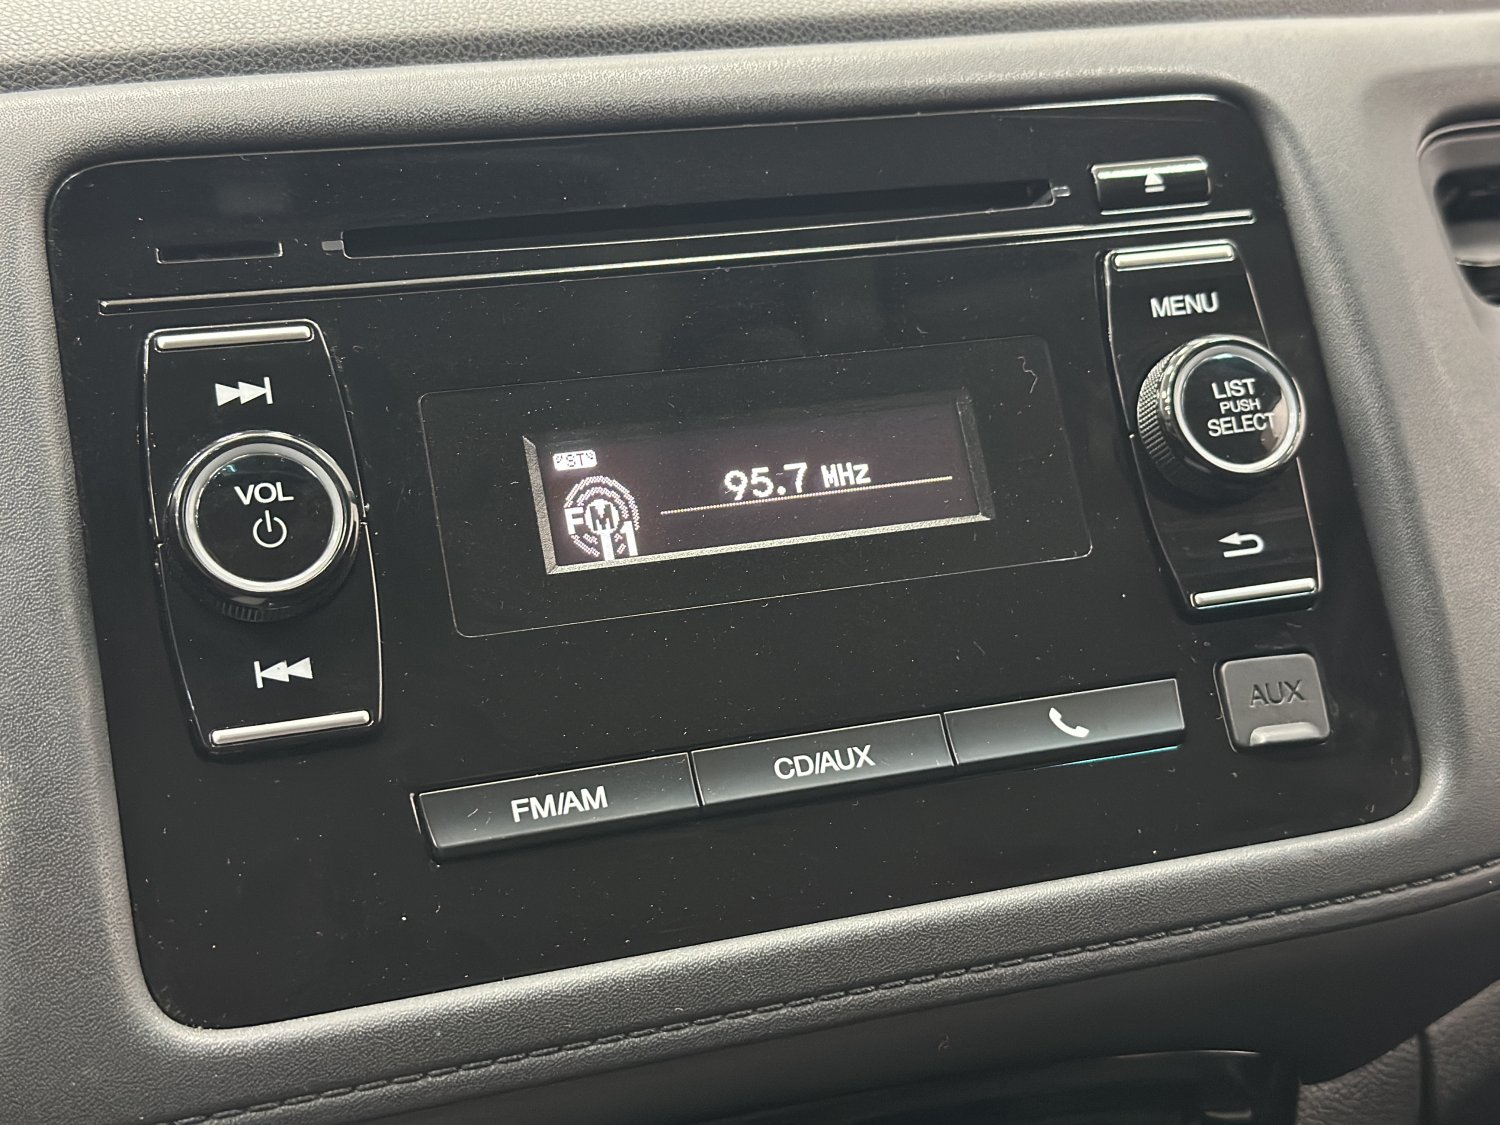 MENU
LIST
PUSH
SELECT
VOL
ST
FM
1
95.7 MHz
AUX
CD/AUX
FM/AM